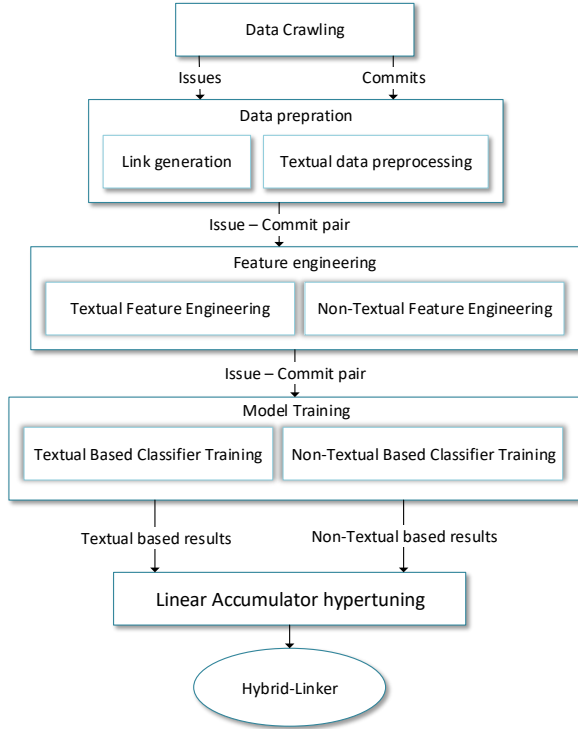 Data Crawling
Issues
Commits
Data prepration
Link generation
Textual data preprocessing
Issue – Commit pair
Feature engineering
Textual Feature Engineering
Non-Textual Feature Engineering
Issue – Commit pair
Model Training
Textual Based Classifier Training
Non-Textual Based Classifier Training
Textual based results
Non-Textual based results
Linear Accumulator hypertuning
Hybrid-Linker